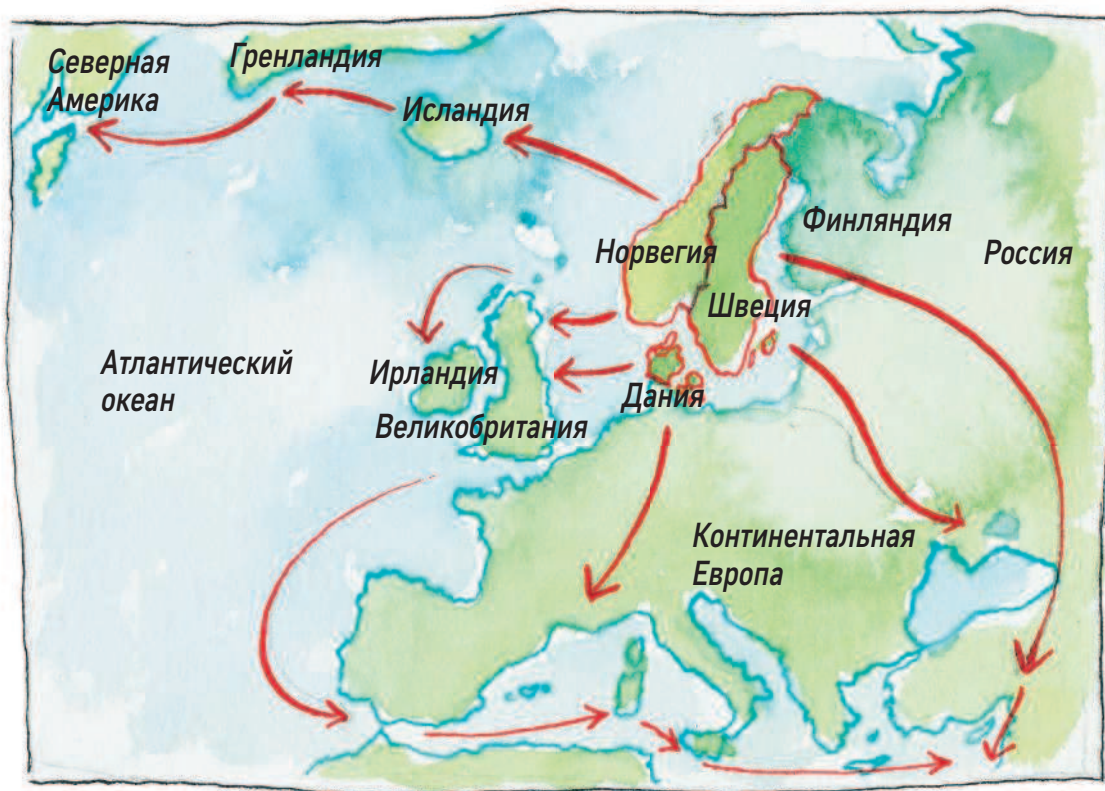 Северная
Америка
Гренландия
Исландия
Норвегия
Швеция
Финляндия
Россия
Атлантический
океан
Ирландия
Великобритания
Дания
Континентальная
Европа